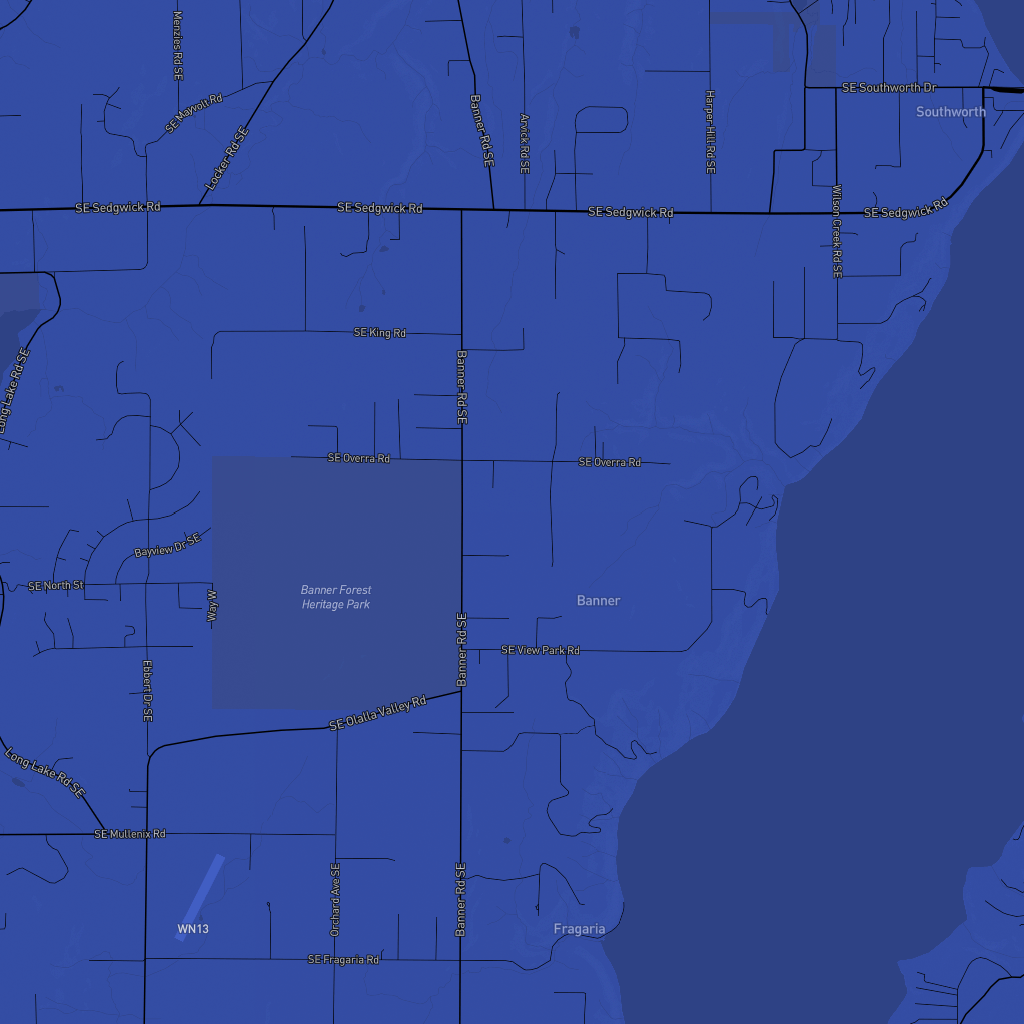 Menzies Rd SE
SE Mayvolt Rd
Locker Rd SE
Banner Rd SE
Arvick Rd SE
Harper Hill Rd SE
SE Southworth Dr
Southworth
SE Sedgwick Rd
SE Sedgwick Rd
SE Sedgwick Rd
SE Sedgwick Rd
Wilson Creek Rd SE
SE King Rd
Long Lake Rd SE
Banner Rd SE
SE Overra Rd
SE Overra Rd
Bayview Dr SE
SE North St
Way W
Banner Forest
Heritage Park
Banner
Banner Rd SE
SE View Park Rd
Ebbert Dr SE
SE Olalla Valley Rd
Long Lake Rd SE
SE Mullenix Rd
Orchard Ave SE
Banner Rd SE
WN13
Fragaria
SE Fragaria Rd